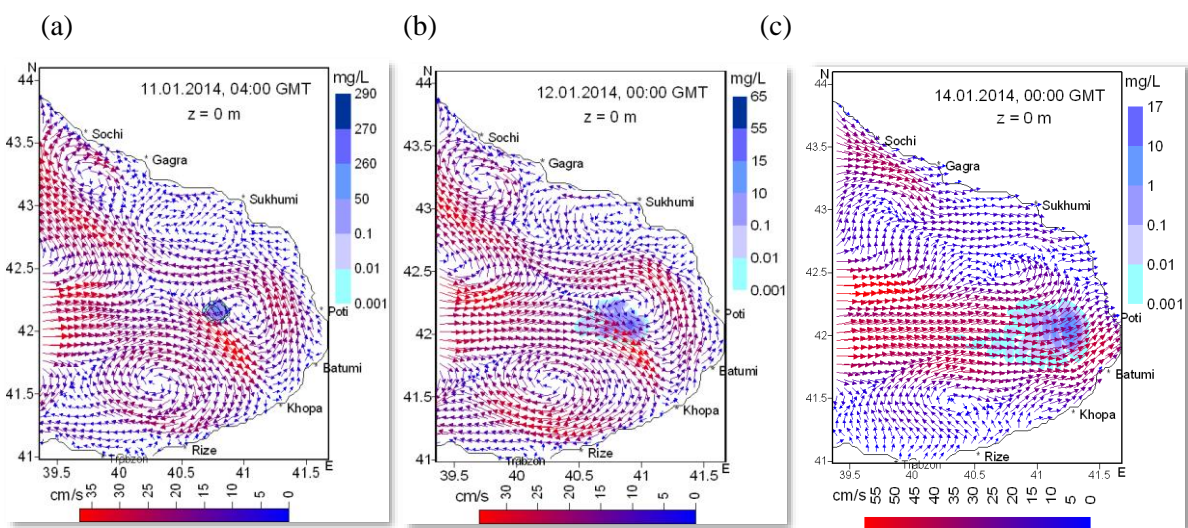 (a)
(b)
(c)
N
mg/L
44
43.5
43
42.5
42
41.5
41
11.01.2014, 04:00 GMT
z = 0 m
290
270
260
50
0.1
0.01
0.001
Sochi
Gagra
Sukhumi
Poti
Batumi
Khopa
Rize
Trabzon
39.5 40 40.5 41 41.5 E
cm/s 35 30 25 20 15 10 5 0
N
mg/L
44
43.5
43
42.5
42
41.5
41
12.01.2014, 00:00 GMT
z = 0 m
65
55
15
10
0.1
0.01
0.001
Sochi
Gagra
Sukhumi
Poti
Batumi
Khopa
Rize
Trabzon
39.5 40 40.5 41 41.5 E
cm/s 30 25 20 15 10 5 0
N
mg/L
44
43.5
43
42.5
42
41.5
41
14.01.2014, 00:00 GMT
z = 0 m
17
10
1
0.1
0.01
0.001
Sochi
Gagra
Sukhumi
Poti
Batumi
Khopa
Rize
Trabzon
39.5 40 40.5 41 41.5 E
cm/s 55 50 45 40 35 30 25 20 15 10 5 0